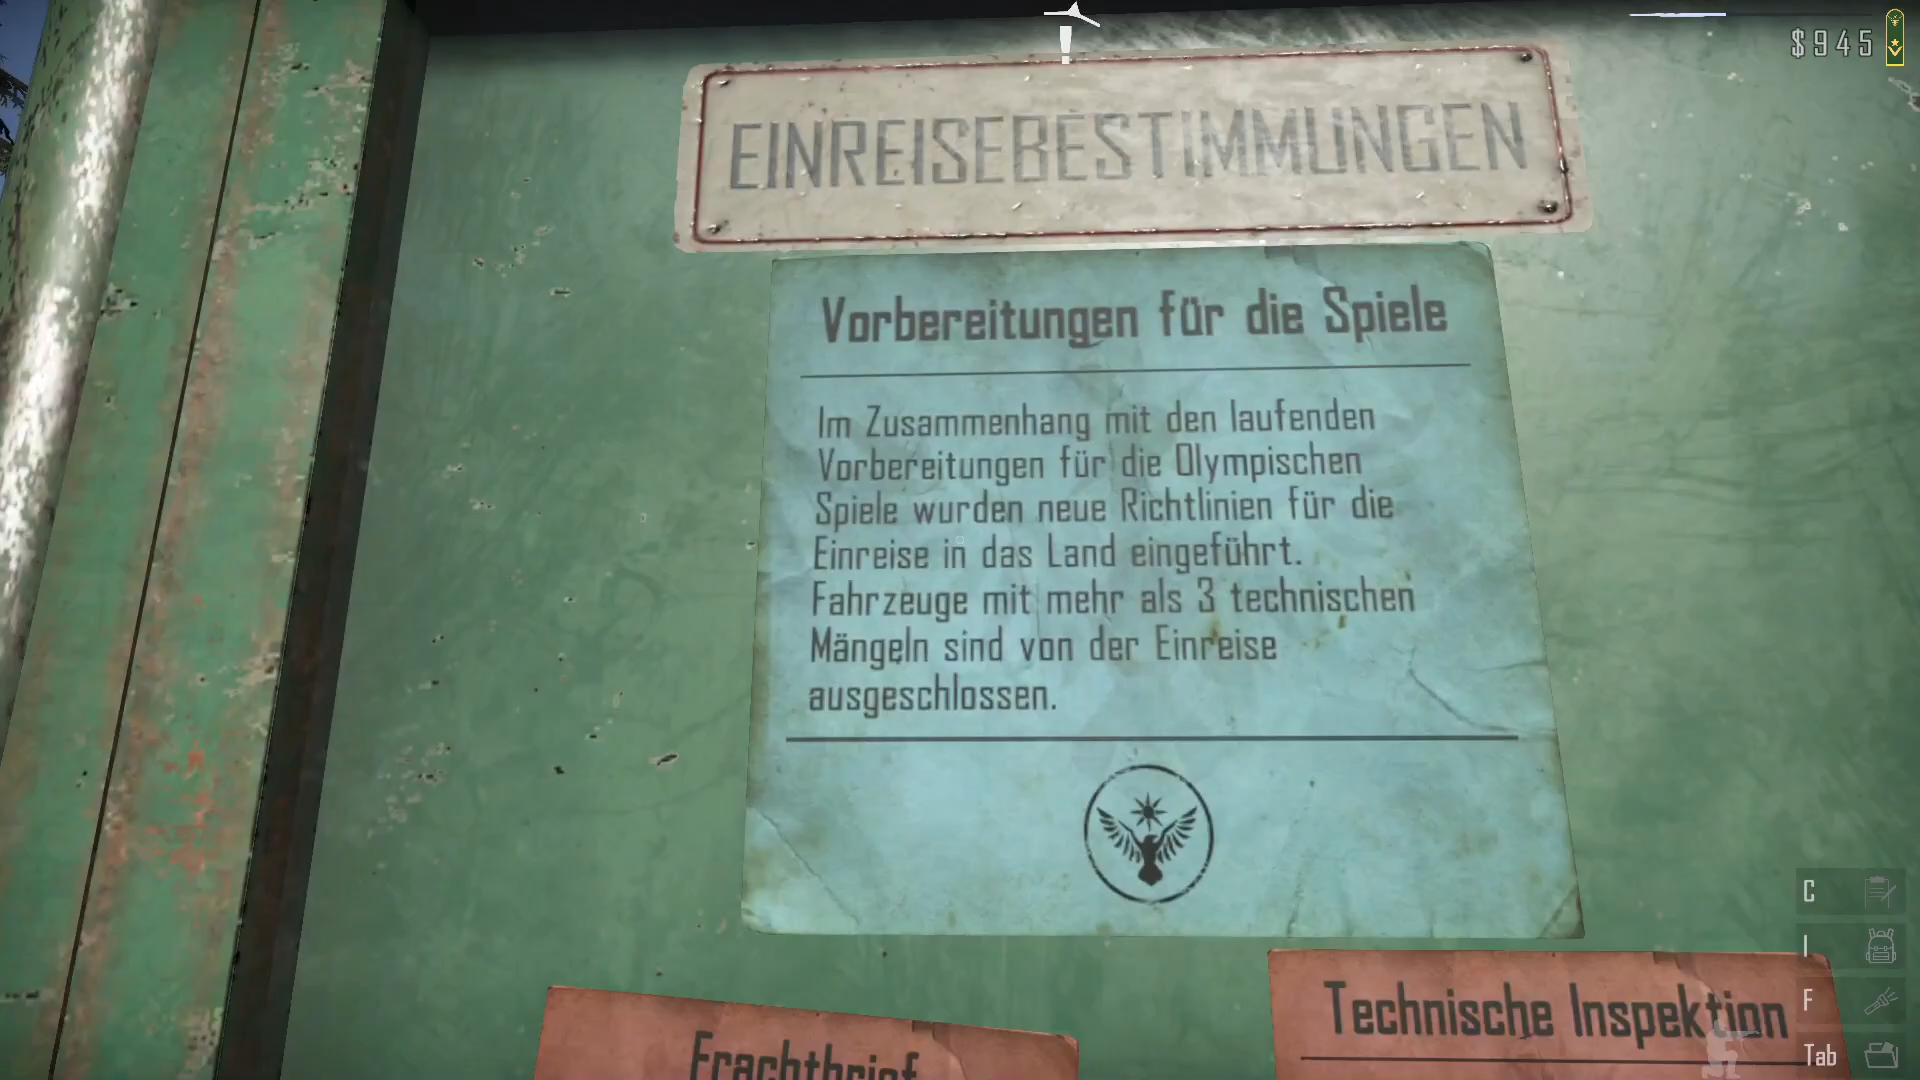 $945
EINREISEBESTIMMUNGEN
Vorbereitungen für die Spiele
Im Zusammenhang mit den laufenden
Vorbereitungen für die Olympischen
Spiele wurden neue Richtlinien für die
Einreise in das Land eingeführt.
Fahrzeuge mit mehr als 3 technischen
Mängeln sind von der Einreise
ausgeschlossen.
Frachtbrief
Technische Inspektion
C
I
F
Tab